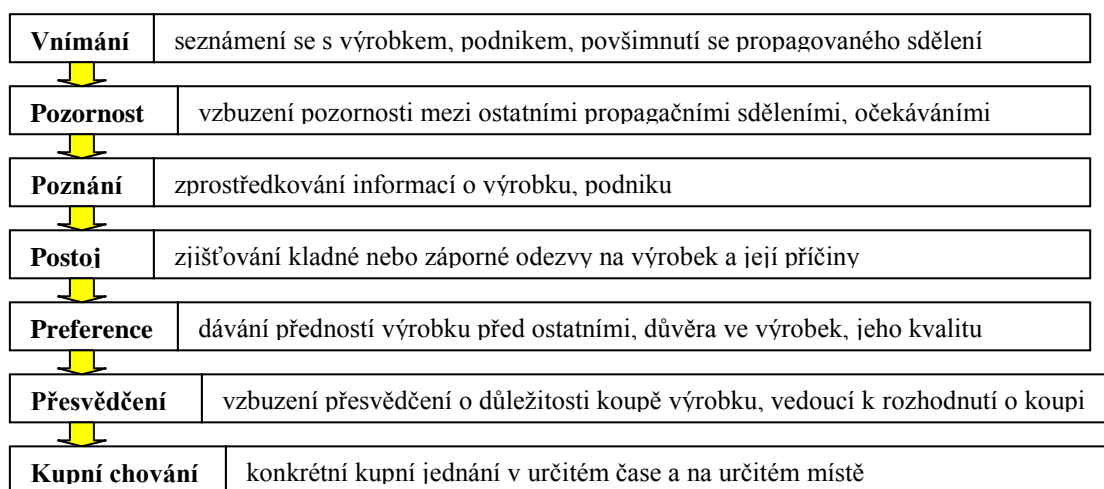 Vnímání seznámení se s výrobkem, podnikem, povšimnutí se propagovaného sdělení
Pozornost vzbuzení pozornosti mezi ostatními propagačními sděleními, očekáváními
Poznání zprostředkování informací o výrobku, podniku
Postoj zjišťování kladné nebo záporné odezvy na výrobek a její příčiny
Preference dávání předností výrobku před ostatními, důvěra ve výrobek, jeho kvalitu
Přesvědčení vzbuzení přesvědčení o důležitosti koupě výrobku, vedoucí k rozhodnutí o koupi
Kupní chování konkrétní kupní jednání v určitém čase a na určitém místě